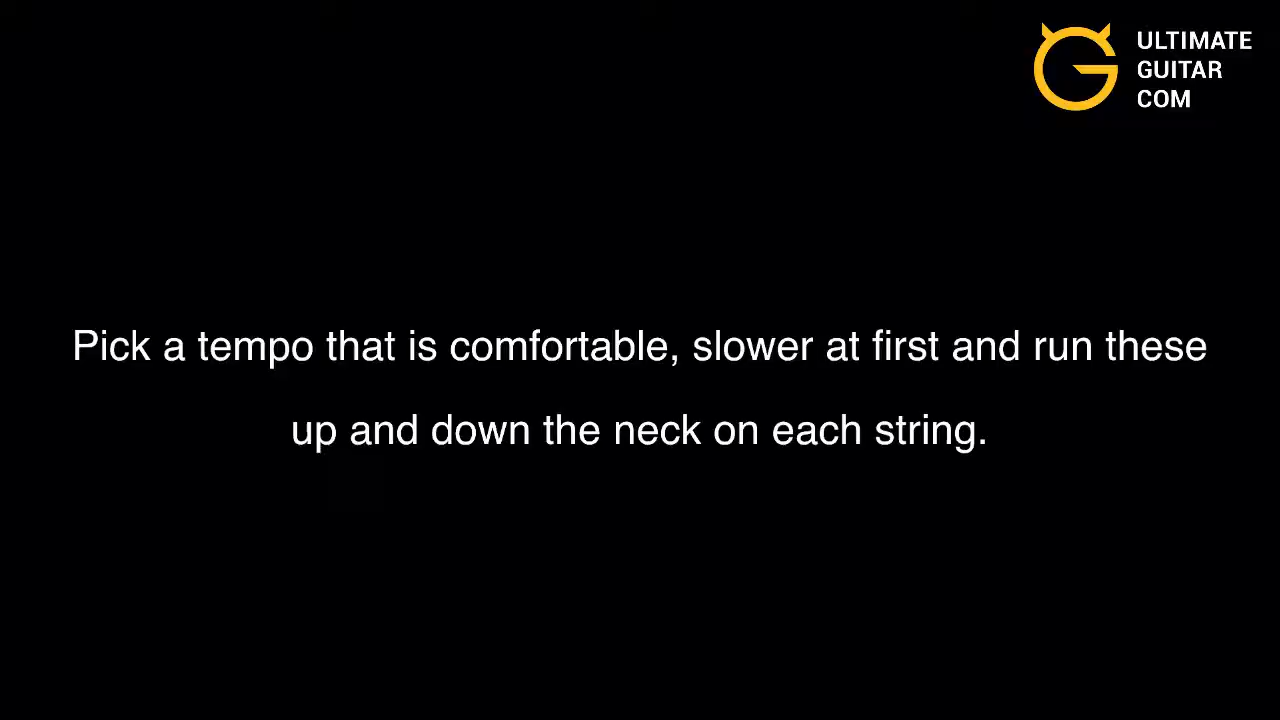 ULTIMATE
GUITAR
COM
Pick a tempo that is comfortable, slower at first and run these
up and down the neck on each string.